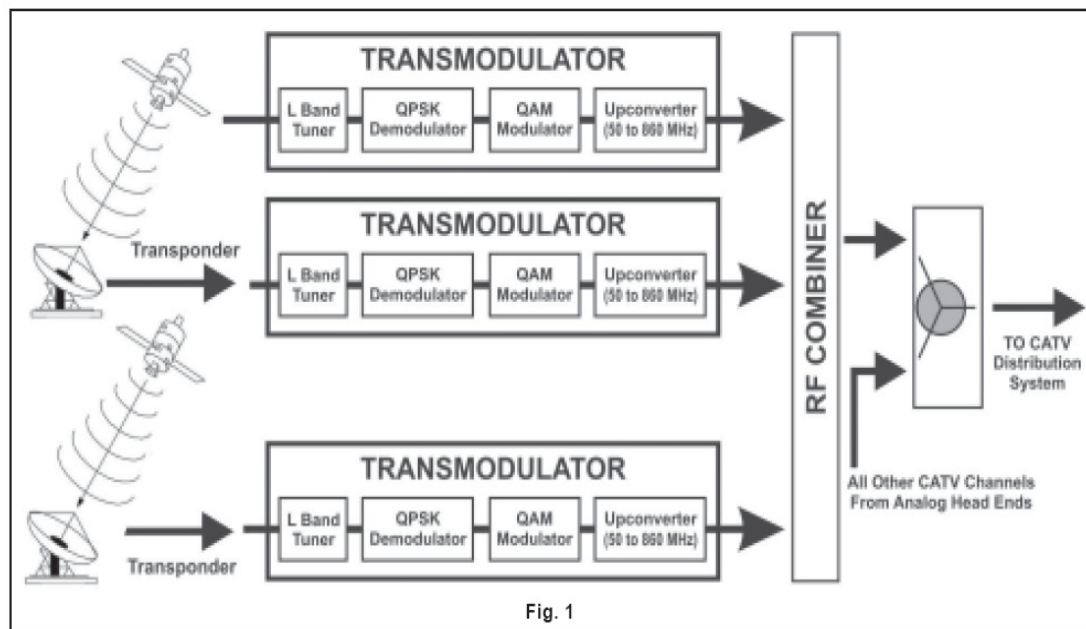 TRANSMODULATOR
L Band
Tuner
QPSK
Demodulator
QAM
Modulator
Upconverter
(50 to 860 MHz)
Transponder
TRANSMODULATOR
L Band
Tuner
QPSK
Demodulator
QAM
Modulator
Upconverter
(50 to 860 MHz)
Transponder
TRANSMODULATOR
L Band
Tuner
QPSK
Demodulator
QAM
Modulator
Upconverter
(50 to 860 MHz)
RF COMBINER
TO CATV
Distribution
System
All Other CATV Channels
From Analog Head Ends
Fig. 1